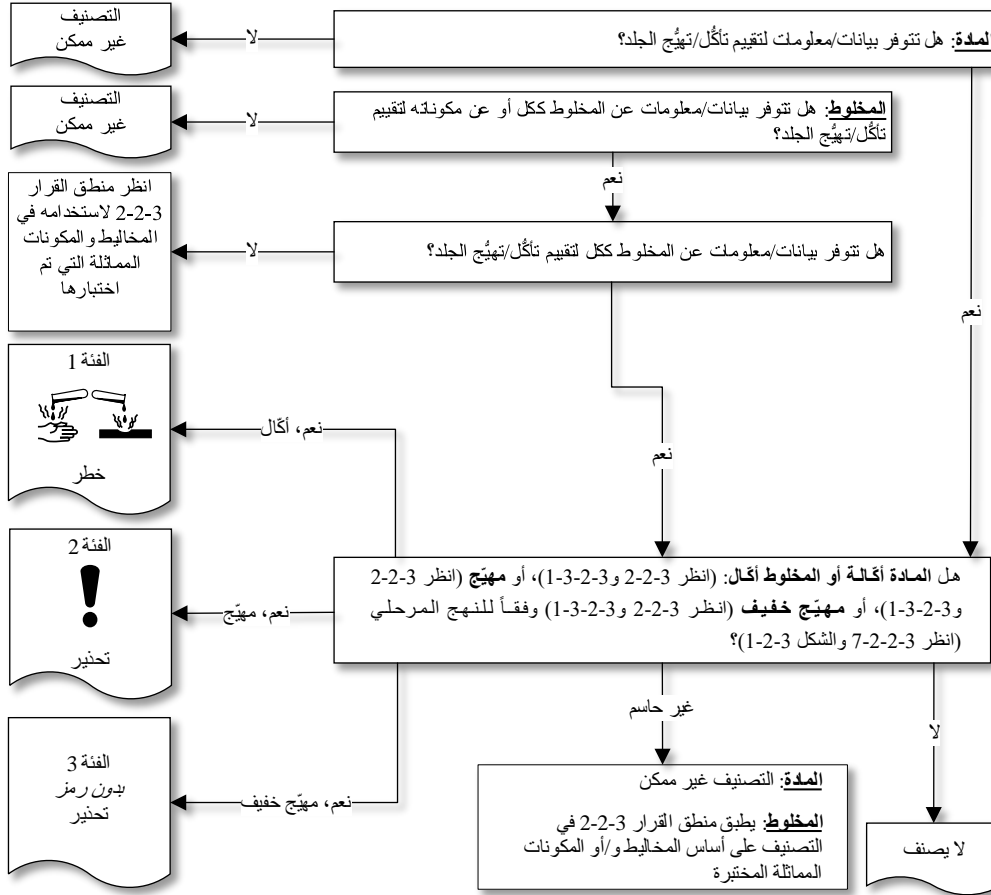 المادة: هل تتوفر بيانات/معلومات لتقييم تأكُّل/تهيُّج الجلد؟
لا
التصنيف
غير ممكن
المخلوط: هل تتوفر بيانات/معلومات عن المخلوط ككل أو عن مكوناته لتقييم
تأكُّل/تهيُّج الجلد؟
لا
التصنيف
غير ممكن
نعم
هل تتوفر بيانات/معلومات عن المخلوط ككل لتقييم تأكُّل/تهيُّج الجلد؟
لا
انظر منطق القرار
3-2-2 لاستخدامه في
المخاليط والمكونات
المماثلة التي تم
اختبارها
نعم
نعم
هل المادة أكّالة أو المخلوط أكّال: (انظر 3-2-2 و3-2-3-1)، أو مهيّج (انظر 3-2-2
و3-2-3-1)، أو مهيّج خفيف (انظر 3-2-2 و3-2-3-1) وفقاً للنهج المرحلي
(انظر 3-2-2-7 والشكل 3-2-1)؟
نعم، أكّال
الفئة 1
خطر
نعم، مهيّج
الفئة 2
تحذير
نعم، مهيّج خفيف
الفئة 3
بدون رمز
تحذير
غير حاسم
المادة: التصنيف غير ممكن
المخلوط: يطبق منطق القرار 3-2-2 في
التصنيف على أساس المخاليط و/أو المكونات
المماثلة المختبرة
لا
لا يصنف